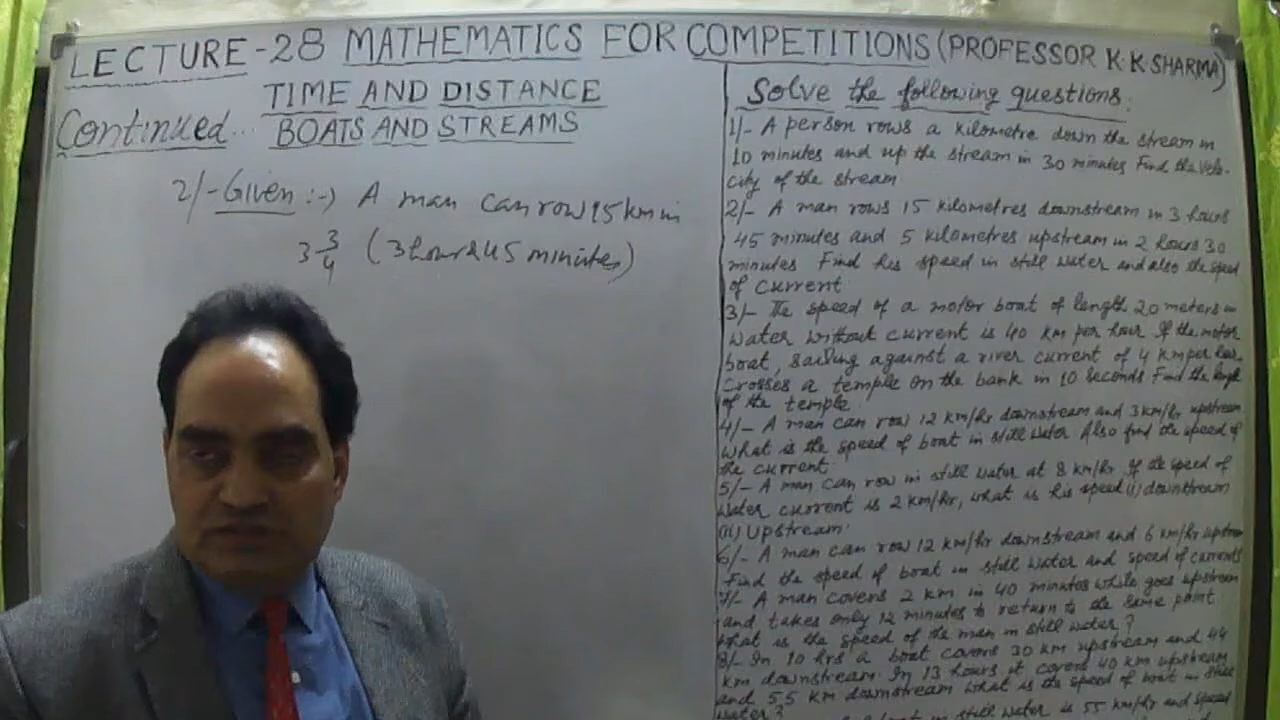 LECTURE-28 MATHEMATICS FOR COMPETITIONS (PROFESSOR K.K SHARMA)
TIME AND DISTANCE
Continued... BOATS AND STREAMS
2/- Given :-) A man can row 15 km in
3 3/4 (3 hour & 45 minutes)
Solve the following questions:
1/- A person rows a kilometre down the stream in
10 minutes and up the stream in 30 minutes Find the velo-
city of the stream
2/- A man rows 15 kilometres downstream in 3 hours
45 minutes and 5 kilometres upstream in 2 hours 30
minutes Find his speed in still water and also the speed
of current
3/- The speed of a motor boat of length 20 meters in
water without current is 40 km per hour If the motor
boat, sailing against a river current of 4 km per hour
crosses a temple on the bank in 10 seconds Find the length
of the temple.
4/- A man can row 12 km/hr downstream and 3 km/hr upstream
What is the speed of boat in still water Also find the speed of
the current
5/- A man can row in still water at 8 km/hr If the speed of
water current is 2 km/hr, what is his speed (i) downstream
(ii) Upstream.
6/- A man can row 12 km/hr downstream and 6 km/hr upstream
Find the speed of boat in still water and speed of currents
7/- A man covers 2 km in 40 minutes while goes upstream
and takes only 12 minutes to return to the same point
What is the speed of the man in still water?
8/- In 10 hrs a boat covers 30 km upstream and 44
km downstream. In 13 hours it covers 40 km upstream
and 55 km downstream What is the speed of boat in still
water?
boat in still water is 55 km/hr and speed